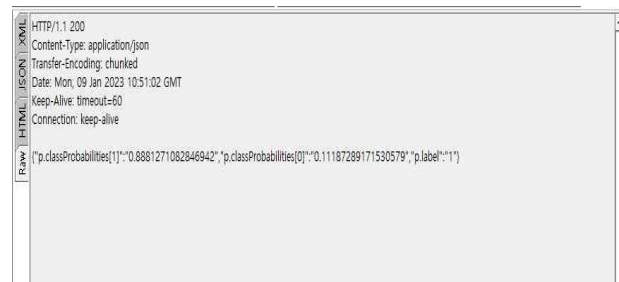 XML
JSON
HTML
Raw
HTTP/1.1 200
Content-Type: application/json
Transfer-Encoding: chunked
Date: Mon, 09 Jan 2023 10:51:02 GMT
Keep-Alive: timeout=60
Connection: keep-alive
{"p.classProbabilities[1]":"0.8881271082846942","p.classProbabilities[0]":"0.11187289171530579","p.label":"1"}